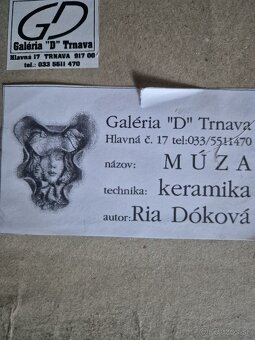 GD
Galéria "D" Trnava
Hlavná 17 TRNAVA 917 00
tel.: 033 5511 470
Galéria "D" Trnava
Hlavná č. 17 tel:033/5511470
názov: MÚZA
technika: keramika
autor: Ria Dóková